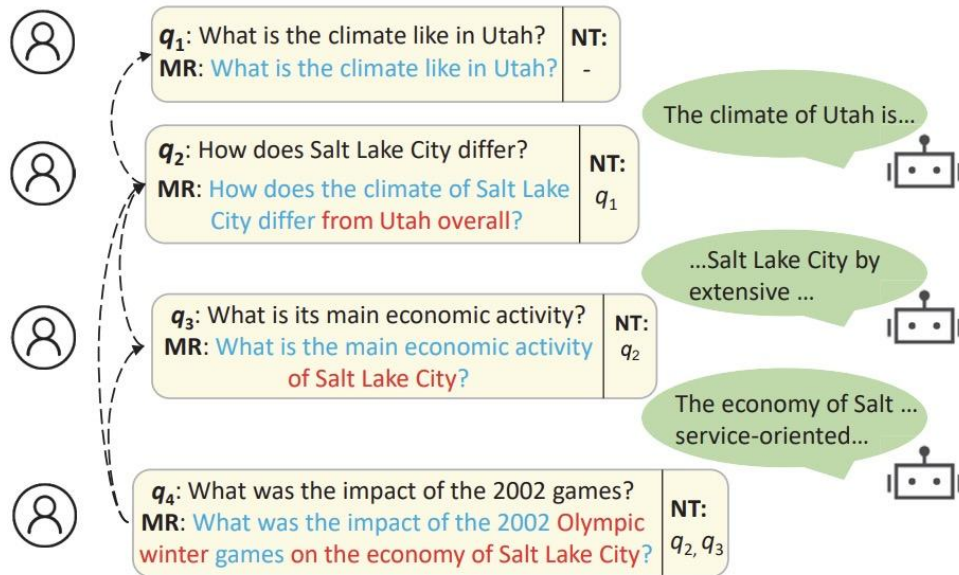 q1: What is the climate like in Utah? NT:
MR: What is the climate like in Utah? -
The climate of Utah is...
q2: How does Salt Lake City differ? NT:
MR: How does the climate of Salt Lake q1
City differ from Utah overall?
...Salt Lake City by
extensive ...
q3: What is its main economic activity? NT:
MR: What is the main economic activity q2
of Salt Lake City?
The economy of Salt ...
service-oriented...
q4: What was the impact of the 2002 games? NT:
MR: What was the impact of the 2002 Olympic q2, q3
winter games on the economy of Salt Lake City?